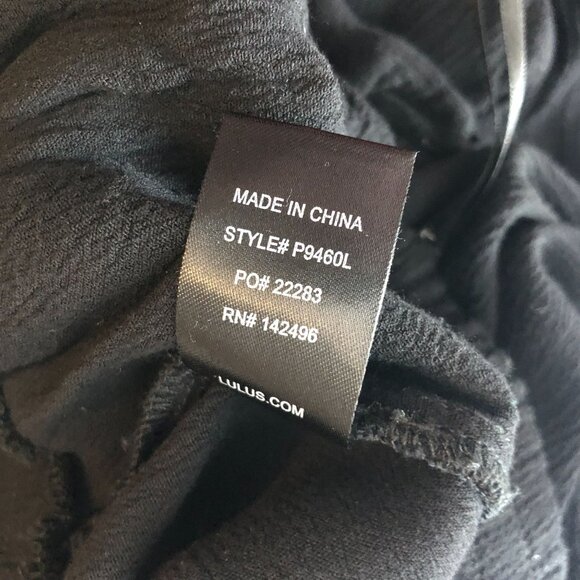 MADE IN CHINA
STYLE# P9460L
PO# 22283
RN# 142496
LULUS.COM